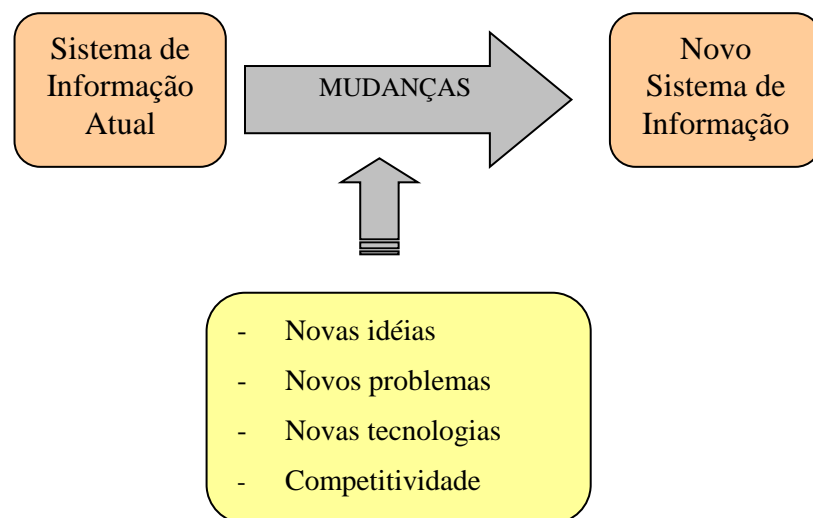 Sistema de
Informação
Atual
MUDANÇAS
Novo
Sistema de
Informação
- Novas idéias
- Novos problemas
- Novas tecnologias
- Competitividade